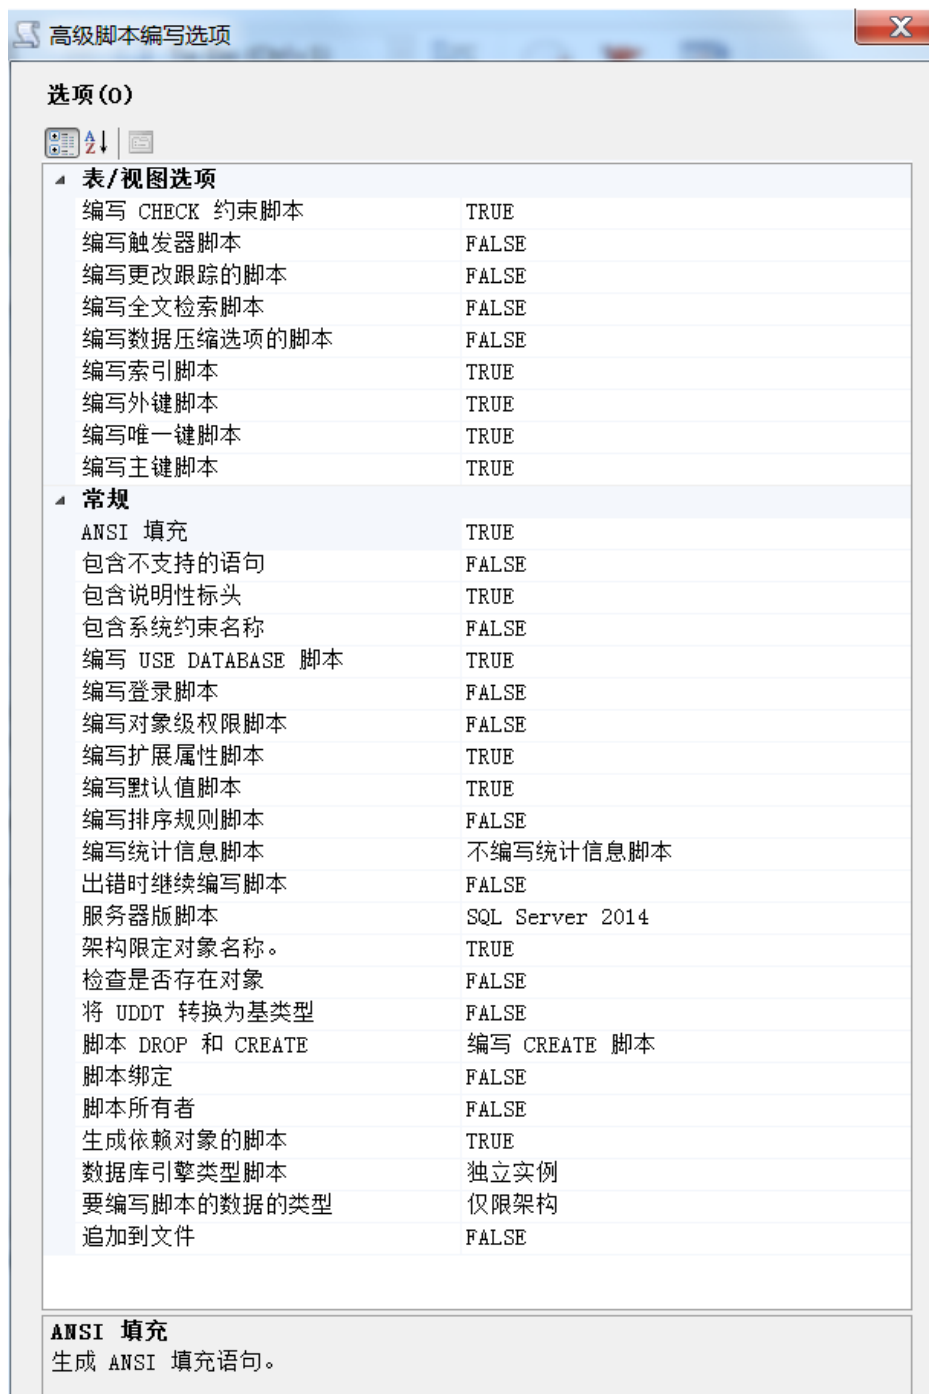 高级脚本编写选项
选项(O)
表/视图选项
编写 CHECK 约束脚本 TRUE
编写触发器脚本 FALSE
编写更改跟踪的脚本 FALSE
编写全文检索脚本 FALSE
编写数据压缩选项的脚本 FALSE
编写索引脚本 TRUE
编写外键脚本 TRUE
编写唯一键脚本 TRUE
编写主键脚本 TRUE
常规
ANSI 填充 TRUE
包含不支持的语句 FALSE
包含说明性标头 TRUE
包含系统约束名称 FALSE
编写 USE DATABASE 脚本 TRUE
编写登录脚本 FALSE
编写对象级权限脚本 FALSE
编写扩展属性脚本 TRUE
编写默认值脚本 TRUE
编写排序规则脚本 FALSE
编写统计信息脚本 不编写统计信息脚本
出错时继续编写脚本 FALSE
服务器版脚本 SQL Server 2014
架构限定对象名称。 TRUE
检查是否存在对象 FALSE
将 UDDT 转换为基类型 FALSE
脚本 DROP 和 CREATE 编写 CREATE 脚本
脚本绑定 FALSE
脚本所有者 FALSE
生成依赖对象的脚本 TRUE
数据库引擎类型脚本 独立实例
要编写脚本的数据的类型 仅限架构
追加到文件 FALSE
ANSI 填充
生成 ANSI 填充语句。